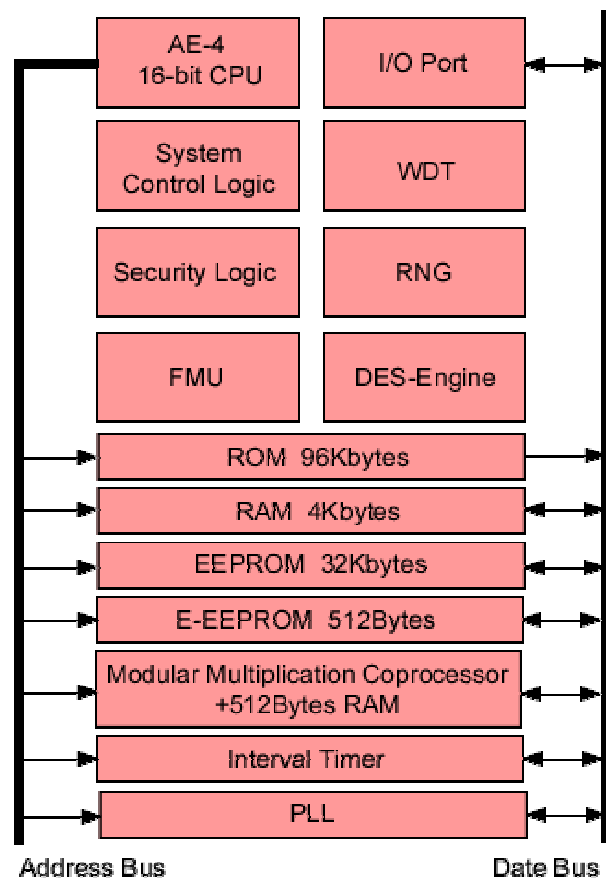 AE-4
16-bit CPU
I/O Port
System
Control Logic
WDT
Security Logic
RNG
FMU
DES-Engine
ROM 96Kbytes
RAM 4Kbytes
EEPROM 32Kbytes
E-EEPROM 512Bytes
Modular Multiplication Coprocessor
+512Bytes RAM
Interval Timer
PLL
Address Bus
Date Bus